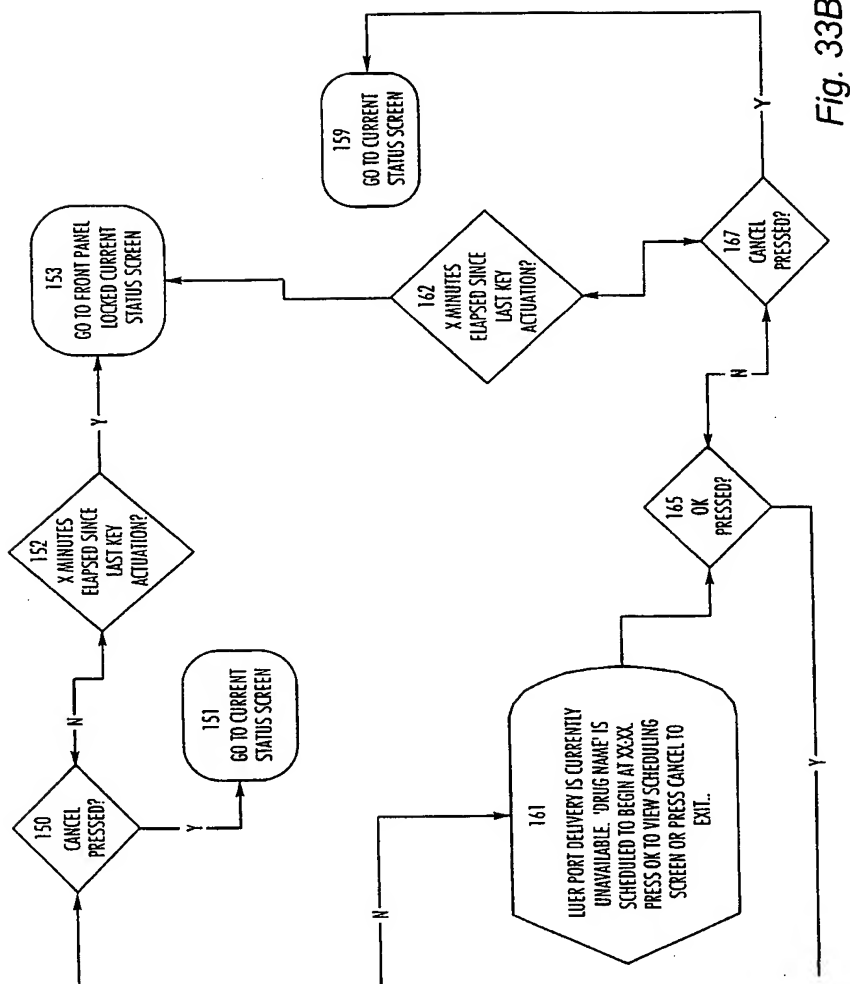 150
CANCEL
PRESSED?
N
Y
151
GO TO CURRENT
STATUS SCREEN
152
X MINUTES
ELAPSED SINCE
LAST KEY
ACTUATION?
Y
153
GO TO FRONT PANEL
LOCKED CURRENT
STATUS SCREEN
N
161
LUER PORT DELIVERY IS CURRENTLY
UNAVAILABLE. 'DRUG NAME' IS
SCHEDULED TO BEGIN AT XX:XX.
PRESS OK TO VIEW SCHEDULING
SCREEN OR PRESS CANCEL TO
EXIT..
165
OK
PRESSED?
N
Y
162
X MINUTES
ELAPSED SINCE
LAST KEY
ACTUATION?
159
GO TO CURRENT
STATUS SCREEN
167
CANCEL
PRESSED?
Y
Fig. 33B